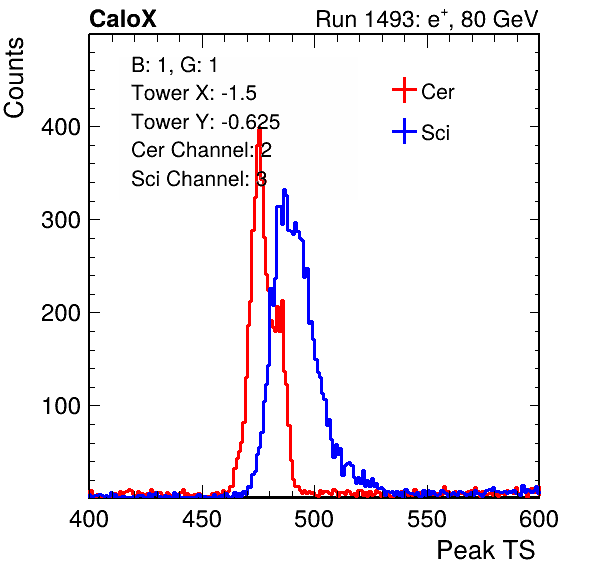 CaloX Run 1493: e⁺, 80 GeV
Counts
B: 1, G: 1
Tower X: -1.5
Tower Y: -0.625
Cer Channel: 2
Sci Channel: 3
Cer
Sci
400
300
200
100
400 450 500 550 600
Peak TS